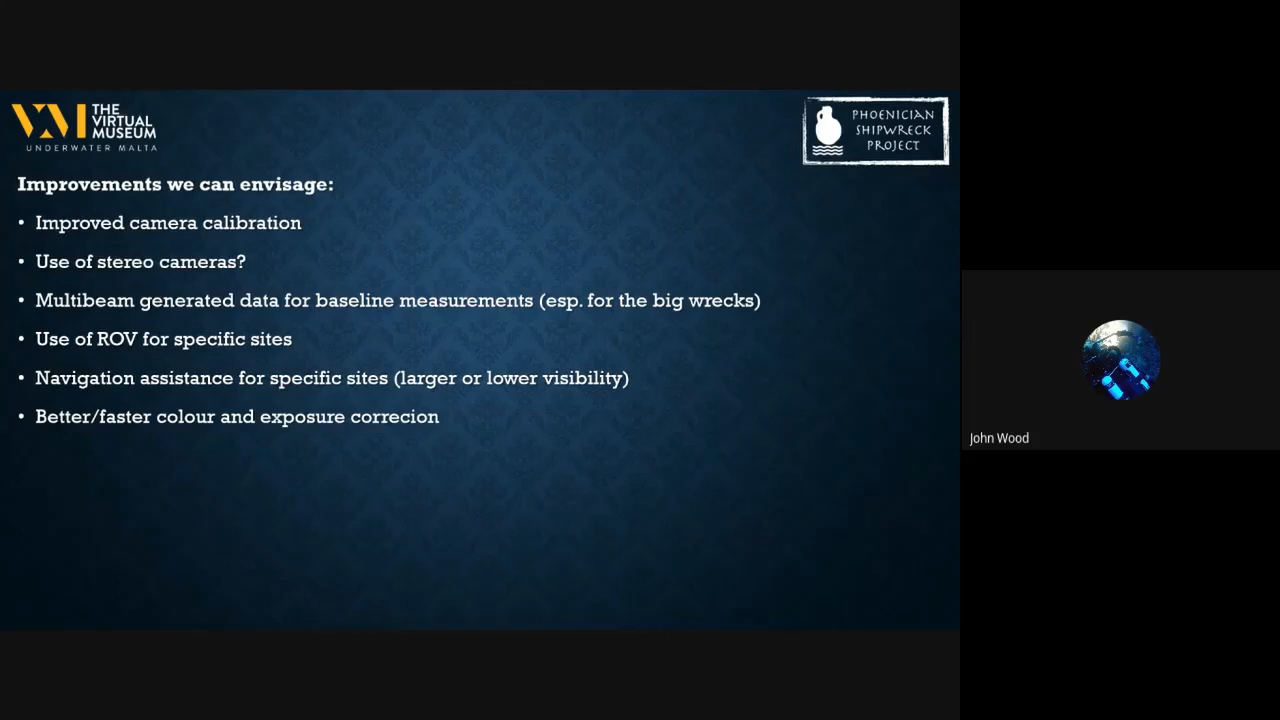 VM THE
VIRTUAL
MUSEUM
UNDERWATER MALTA
PHOENICIAN
SHIPWRECK
PROJECT
Improvements we can envisage:
• Improved camera calibration
• Use of stereo cameras?
• Multibeam generated data for baseline measurements (esp. for the big wrecks)
• Use of ROV for specific sites
• Navigation assistance for specific sites (larger or lower visibility)
• Better/faster colour and exposure correcion
John Wood